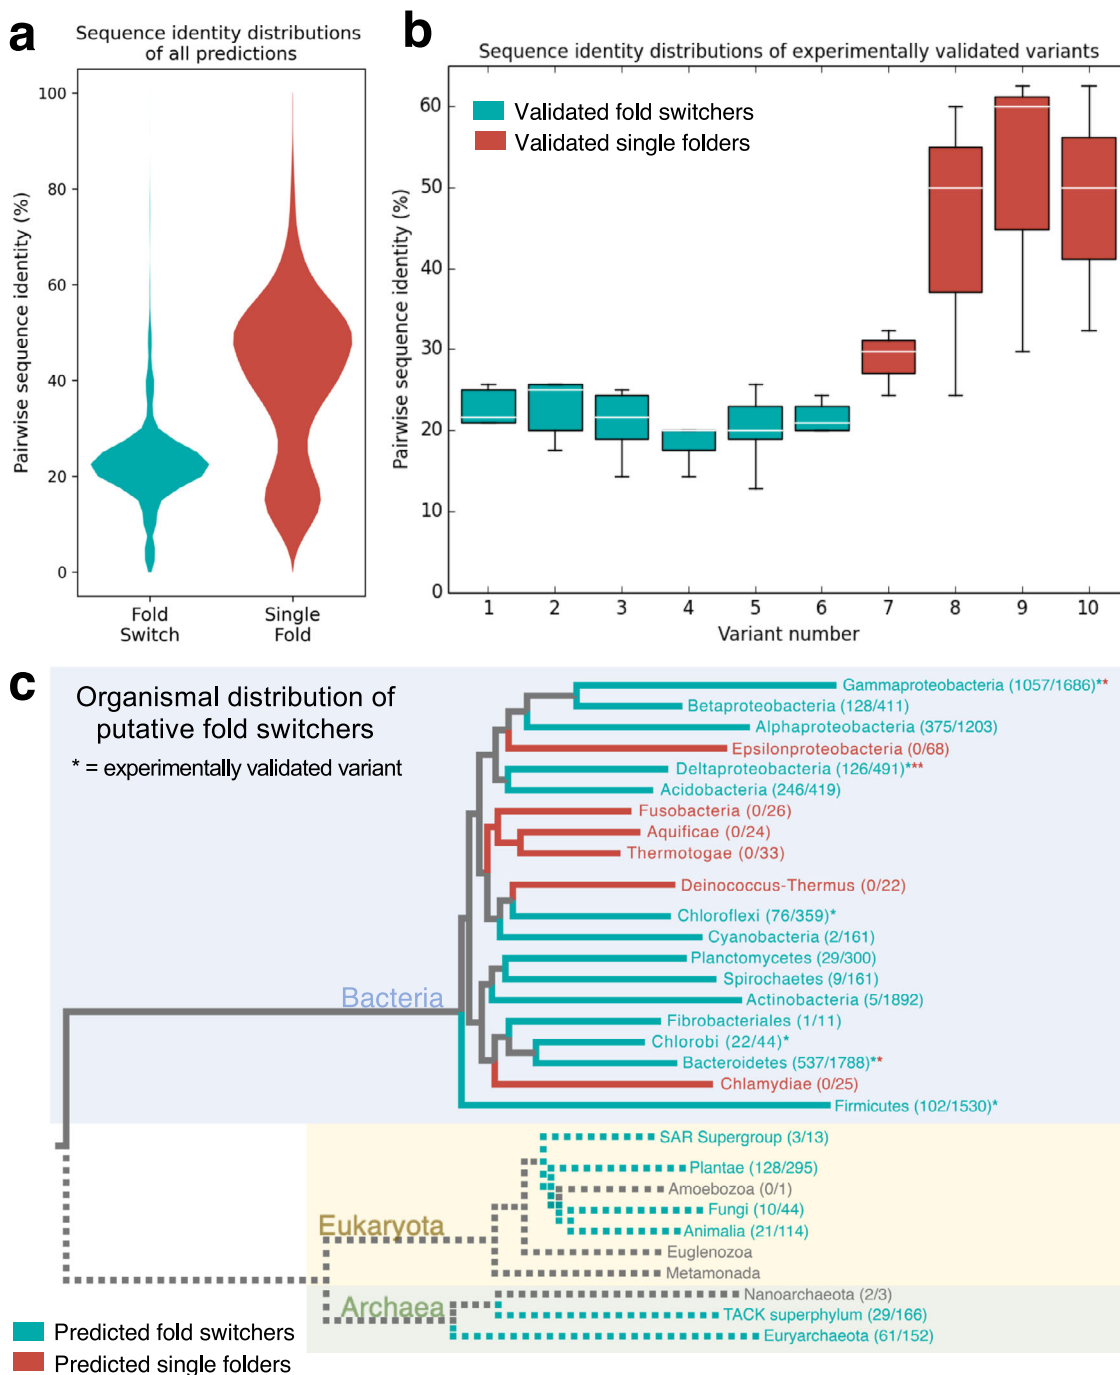 a
Sequence identity distributions
of all predictions
Pairwise sequence identity (%)
100
80
60
40
20
0
Fold
Switch
Single
Fold
b
Sequence identity distributions of experimentally validated variants
Validated fold switchers
Validated single folders
Pairwise sequence identity (%)
60
50
40
30
20
10
0
1 2 3 4 5 6 7 8 9 10
Variant number
c
Organismal distribution of
putative fold switchers
* = experimentally validated variant
Gammaproteobacteria (1057/1686)**
Betaproteobacteria (128/411)
Alphaproteobacteria (375/1203)
Epsilonproteobacteria (0/68)
Deltaproteobacteria (126/491)***
Acidobacteria (246/419)
Fusobacteria (0/26)
Aquificae (0/24)
Thermotogae (0/33)
Deinococcus-Thermus (0/22)
Chloroflexi (76/359)*
Cyanobacteria (2/161)
Planctomycetes (29/300)
Spirochaetes (9/161)
Bacteria
Actinobacteria (5/1892)
Fibrobacteriales (1/11)
Chlorobi (22/44)*
Bacteroidetes (537/1788)**
Chlamydiae (0/25)
Firmicutes (102/1530)*
SAR Supergroup (3/13)
Plantae (128/295)
Amoebozoa (0/1)
Fungi (10/44)
Eukaryota
Animalia (21/114)
Euglenozoa
Metamonada
Nanoarchaeota (2/3)
Archaea
TACK superphylum (29/166)
Euryarchaeota (61/152)
Predicted fold switchers
Predicted single folders